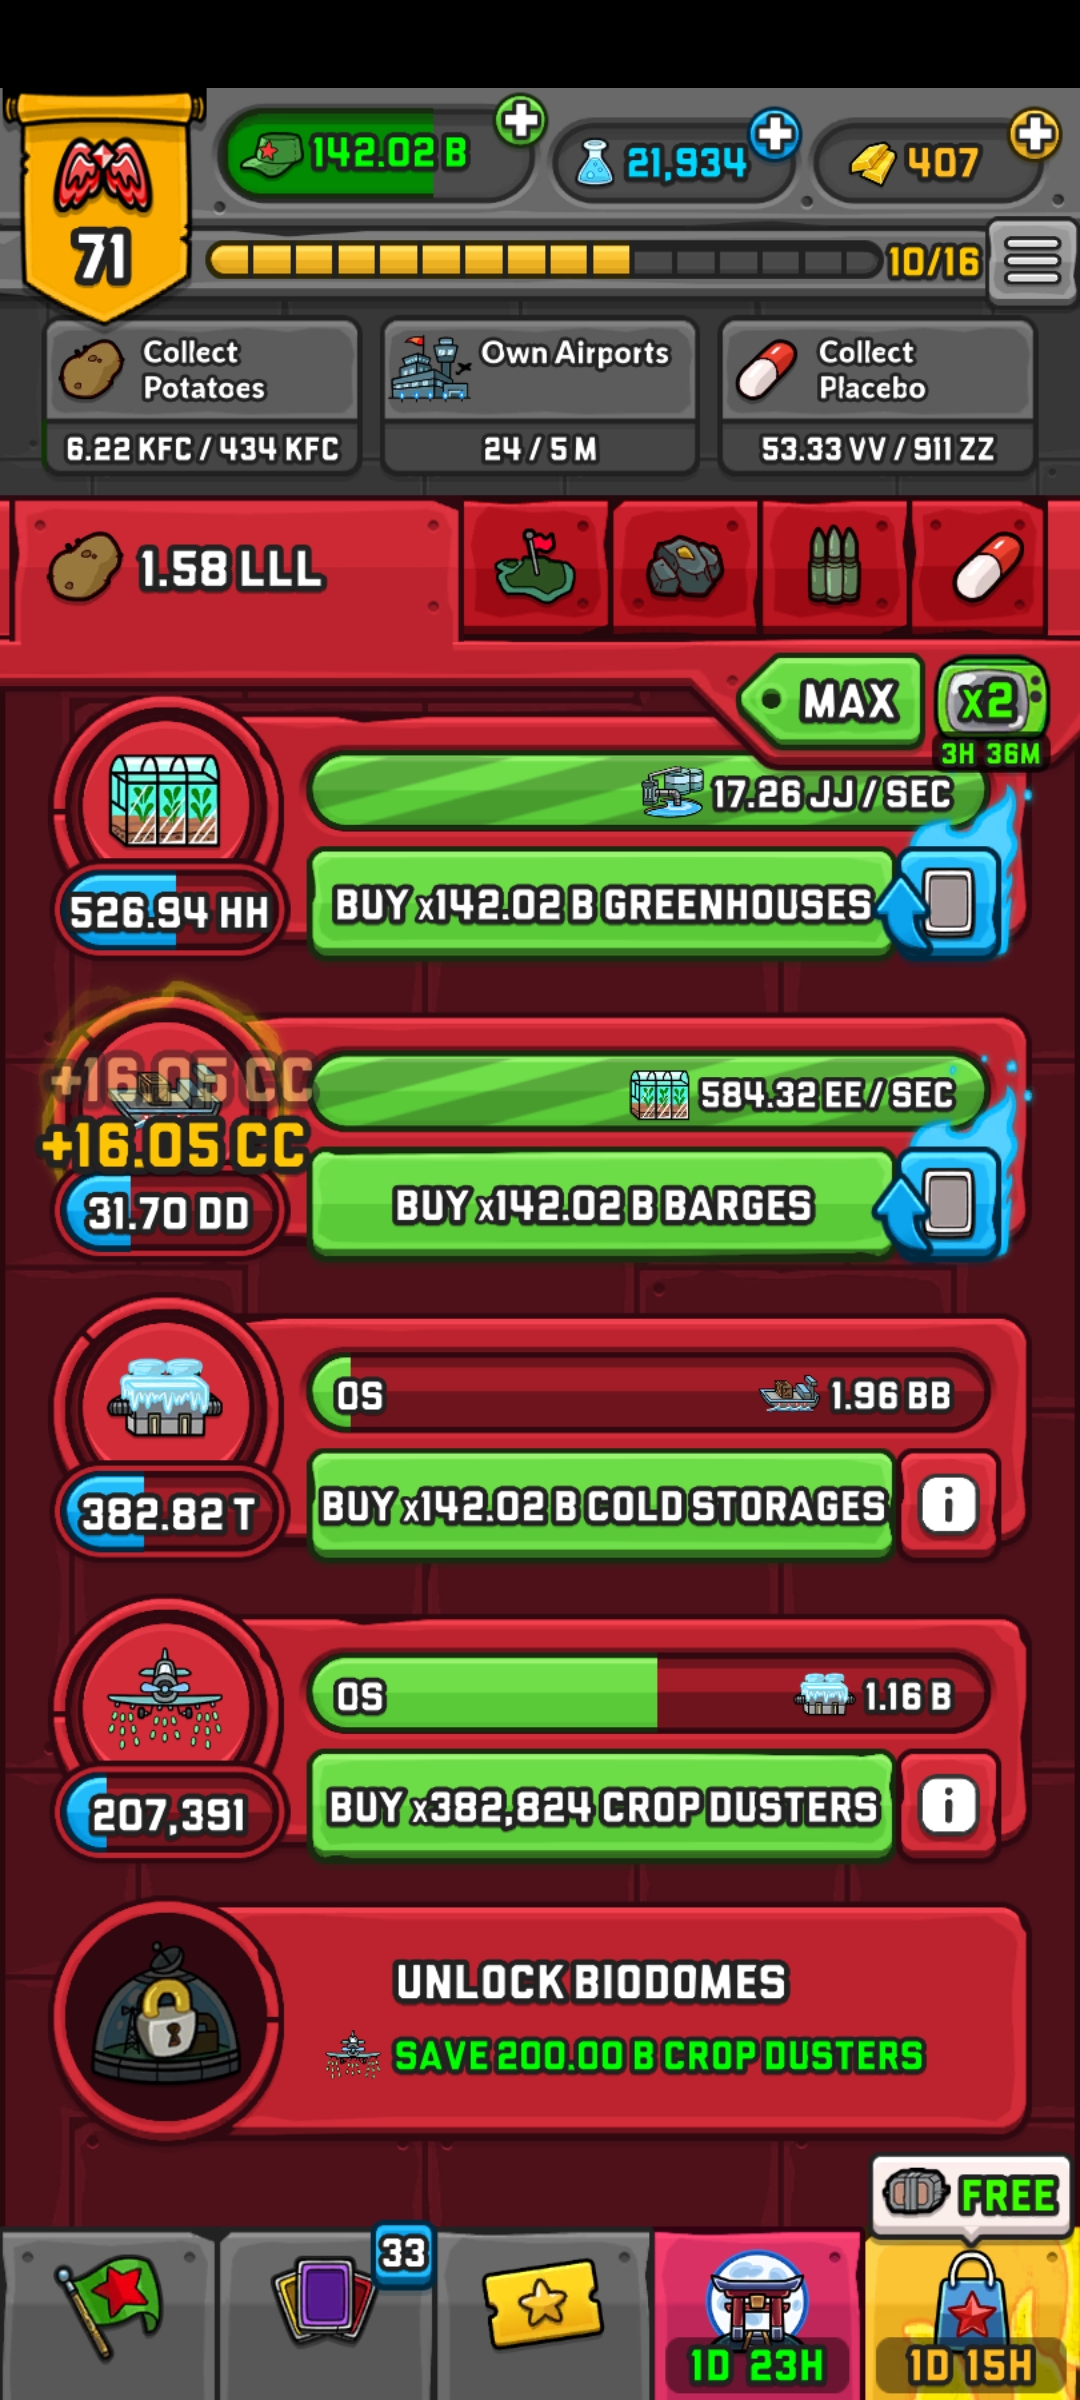 142.02 B
21,934
407
71
10/16
Collect
Potatoes
6.22 KFC / 434 KFC
Own Airports
24 / 5 M
Collect
Placebo
53.33 VV / 911 ZZ
1.58 LLL
MAX
x2
3H 36M
17.26 JJ / SEC
526.94 HH
BUY x142.02 B GREENHOUSES
+16.05 CC
584.32 EE / SEC
+16.05 CC
31.70 DD
BUY x142.02 B BARGES
0S
1.96 BB
382.82 T
BUY x142.02 B COLD STORAGES
i
0S
1.16 B
207,391
BUY x382,824 CROP DUSTERS
i
UNLOCK BIODOMES
SAVE 200.00 B CROP DUSTERS
FREE
33
1D 23H
1D 15H